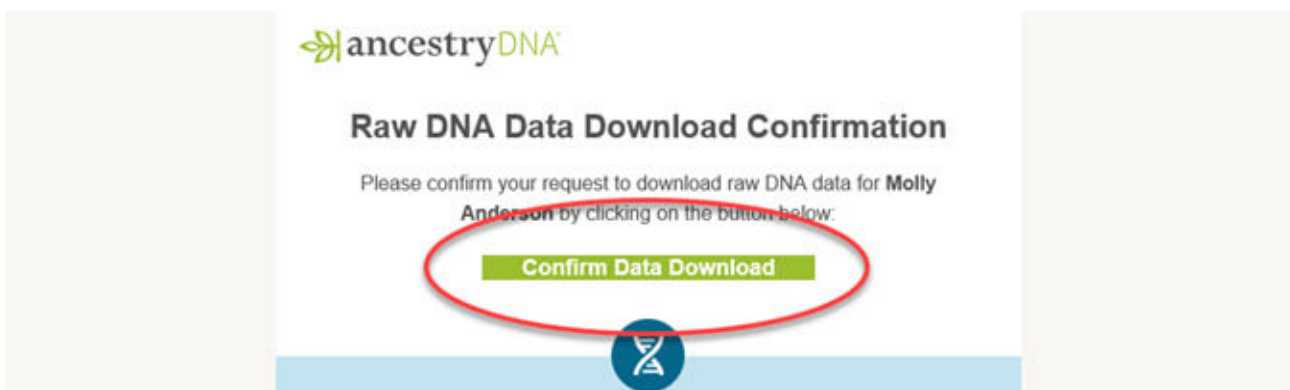 ancestryDNA
Raw DNA Data Download Confirmation
Please confirm your request to download raw DNA data for Molly
Anderson by clicking on the button below:
Confirm Data Download